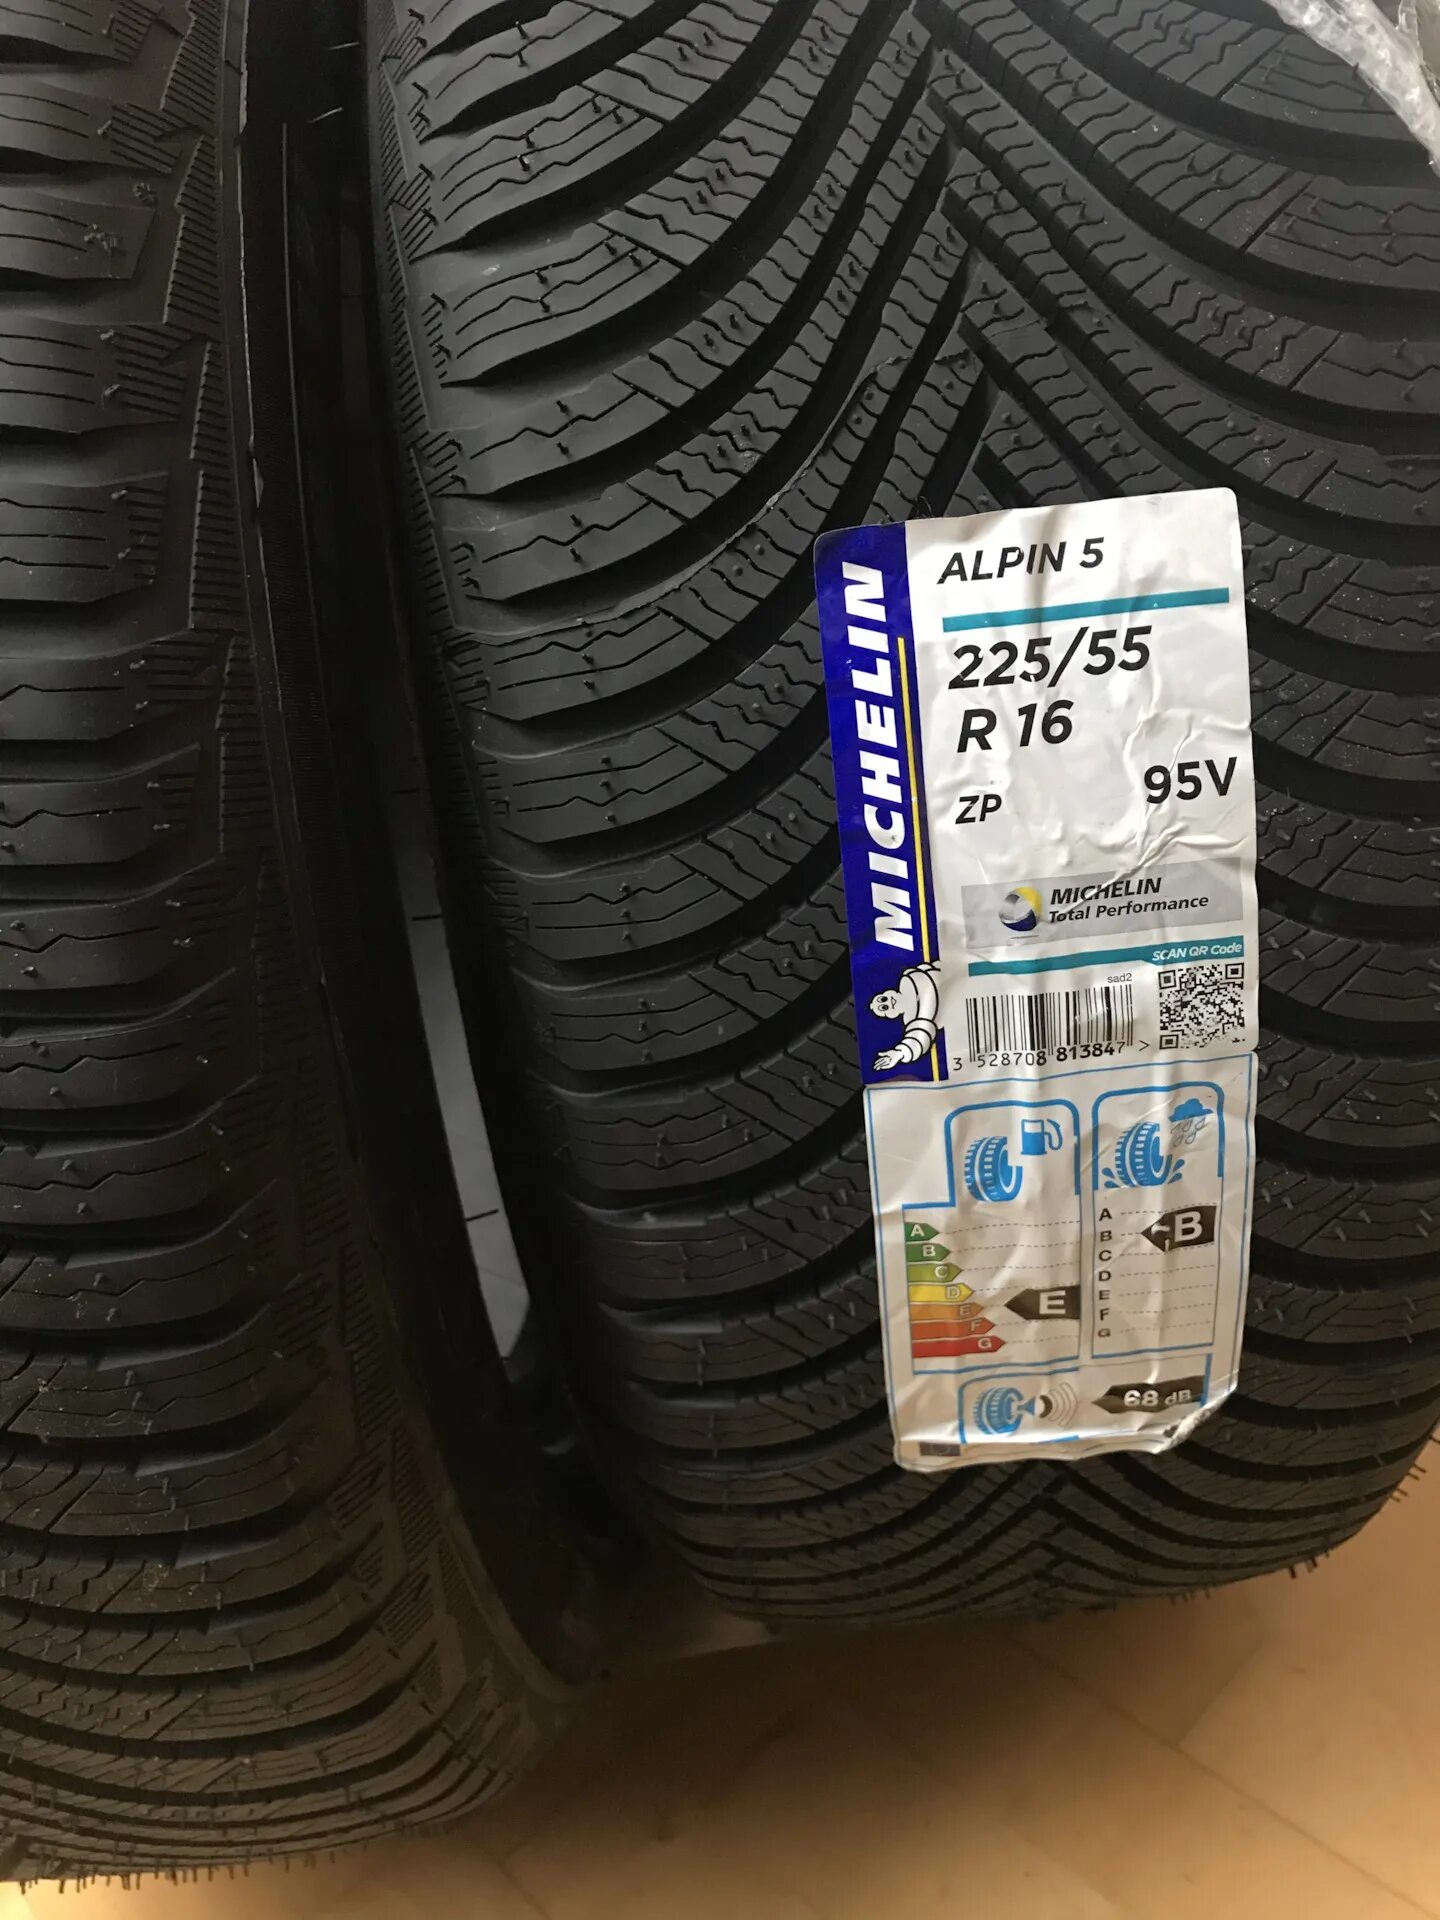 MICHELIN
ALPIN 5
225/55
R 16
ZP 95V
MICHELIN
Total Performance
SCAN QR Code
sad2
3 528708 813847 >
A
B
C
D
E
F
G
E
A
B
C
D
E
F
G
B
68 dB